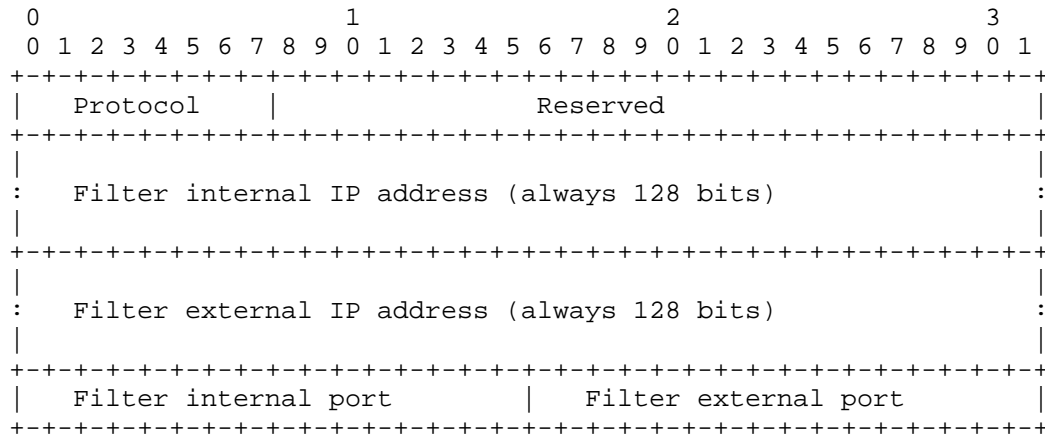 0                   1                   2                   3
 0 1 2 3 4 5 6 7 8 9 0 1 2 3 4 5 6 7 8 9 0 1 2 3 4 5 6 7 8 9 0 1
+-+-+-+-+-+-+-+-+-+-+-+-+-+-+-+-+-+-+-+-+-+-+-+-+-+-+-+-+-+-+-+-+
|   Protocol    |                Reserved                       |
+-+-+-+-+-+-+-+-+-+-+-+-+-+-+-+-+-+-+-+-+-+-+-+-+-+-+-+-+-+-+-+-+
|                                                               |
:   Filter internal IP address (always 128 bits)                :
|                                                               |
+-+-+-+-+-+-+-+-+-+-+-+-+-+-+-+-+-+-+-+-+-+-+-+-+-+-+-+-+-+-+-+-+
|                                                               |
:   Filter external IP address (always 128 bits)                :
|                                                               |
+-+-+-+-+-+-+-+-+-+-+-+-+-+-+-+-+-+-+-+-+-+-+-+-+-+-+-+-+-+-+-+-+
|   Filter internal port        |   Filter external port        |
+-+-+-+-+-+-+-+-+-+-+-+-+-+-+-+-+-+-+-+-+-+-+-+-+-+-+-+-+-+-+-+-+